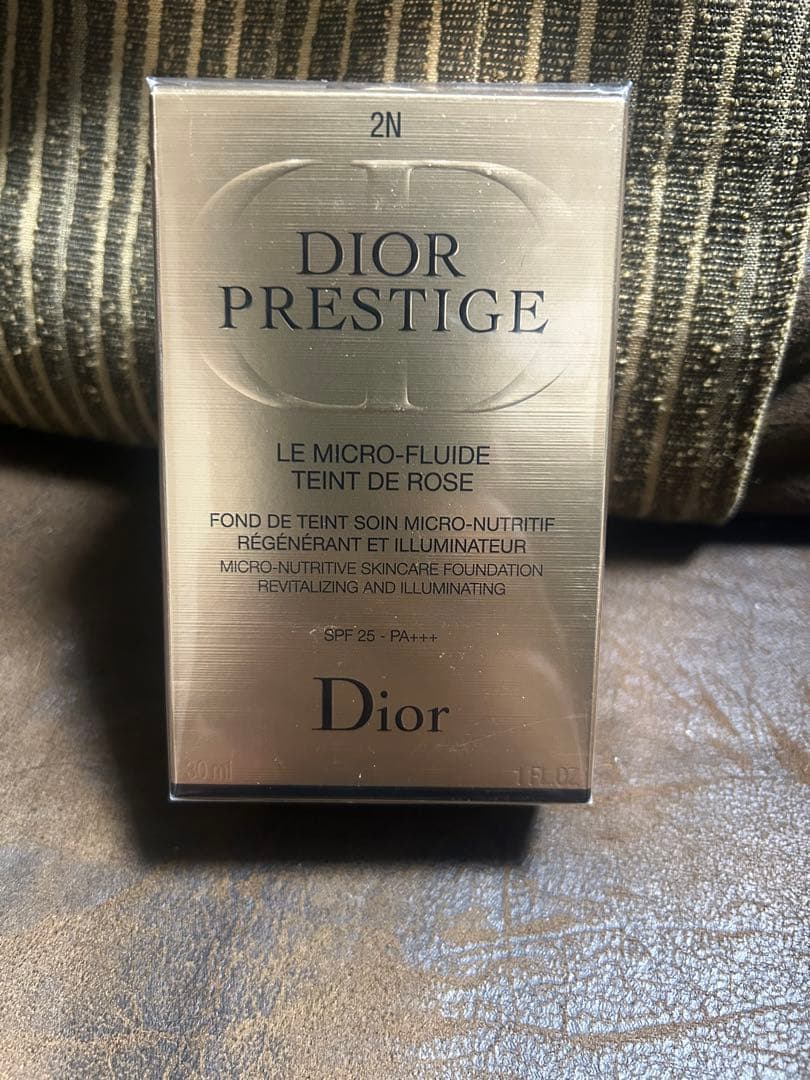 2N
DIOR
PRESTIGE
LE MICRO-FLUIDE
TEINT DE ROSE
FOND DE TEINT SOIN MICRO-NUTRITIF
RÉGÉNÉRANT ET ILLUMINATEUR
MICRO-NUTRITIVE SKINCARE FOUNDATION
REVITALIZING AND ILLUMINATING
SPF 25 - PA+++
Dior
30 ml 1 FL.OZ